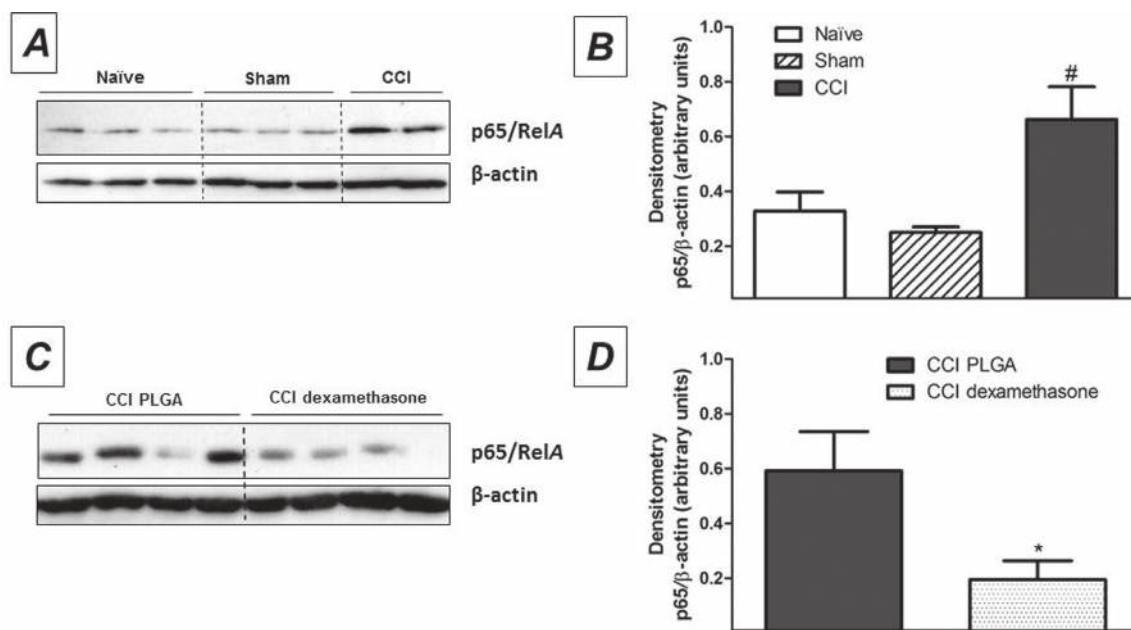 A
Naïve Sham CCI
p65/RelA
β-actin
B
Densitometry
p65/β-actin (arbitrary units)
1.0
0.8
0.6
0.4
0.2
Naïve
Sham
CCI
#
C
CCI PLGA CCI dexamethasone
p65/RelA
β-actin
D
Densitometry
p65/β-actin (arbitrary units)
1.0
0.8
0.6
0.4
0.2
CCI PLGA
CCI dexamethasone
*